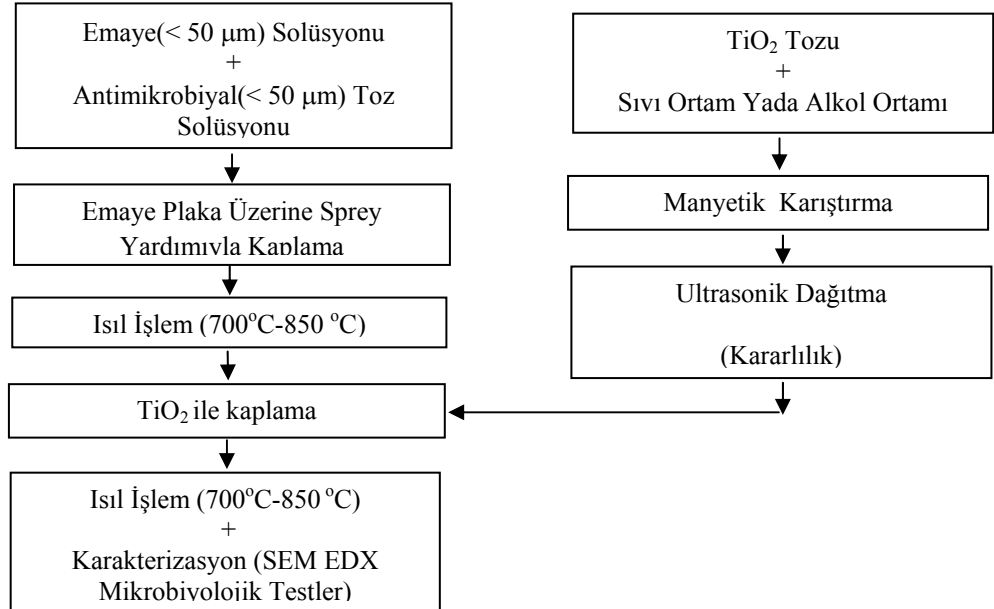 Emaye(< 50 μm) Solüsyonu
+
Antimikrobiyal(< 50 μm) Toz
Solüsyonu
Emaye Plaka Üzerine Sprey
Yardımıyla Kaplama
Isıl İşlem (700°C-850 °C)
TiO₂ ile kaplama
Isıl İşlem (700°C-850 °C)
+
Karakterizasyon (SEM EDX
Mikrobiyolojik Testler)
TiO₂ Tozu
+
Sıvı Ortam Yada Alkol Ortamı
Manyetik Karıştırma
Ultrasonik Dağıtma
(Kararlılık)